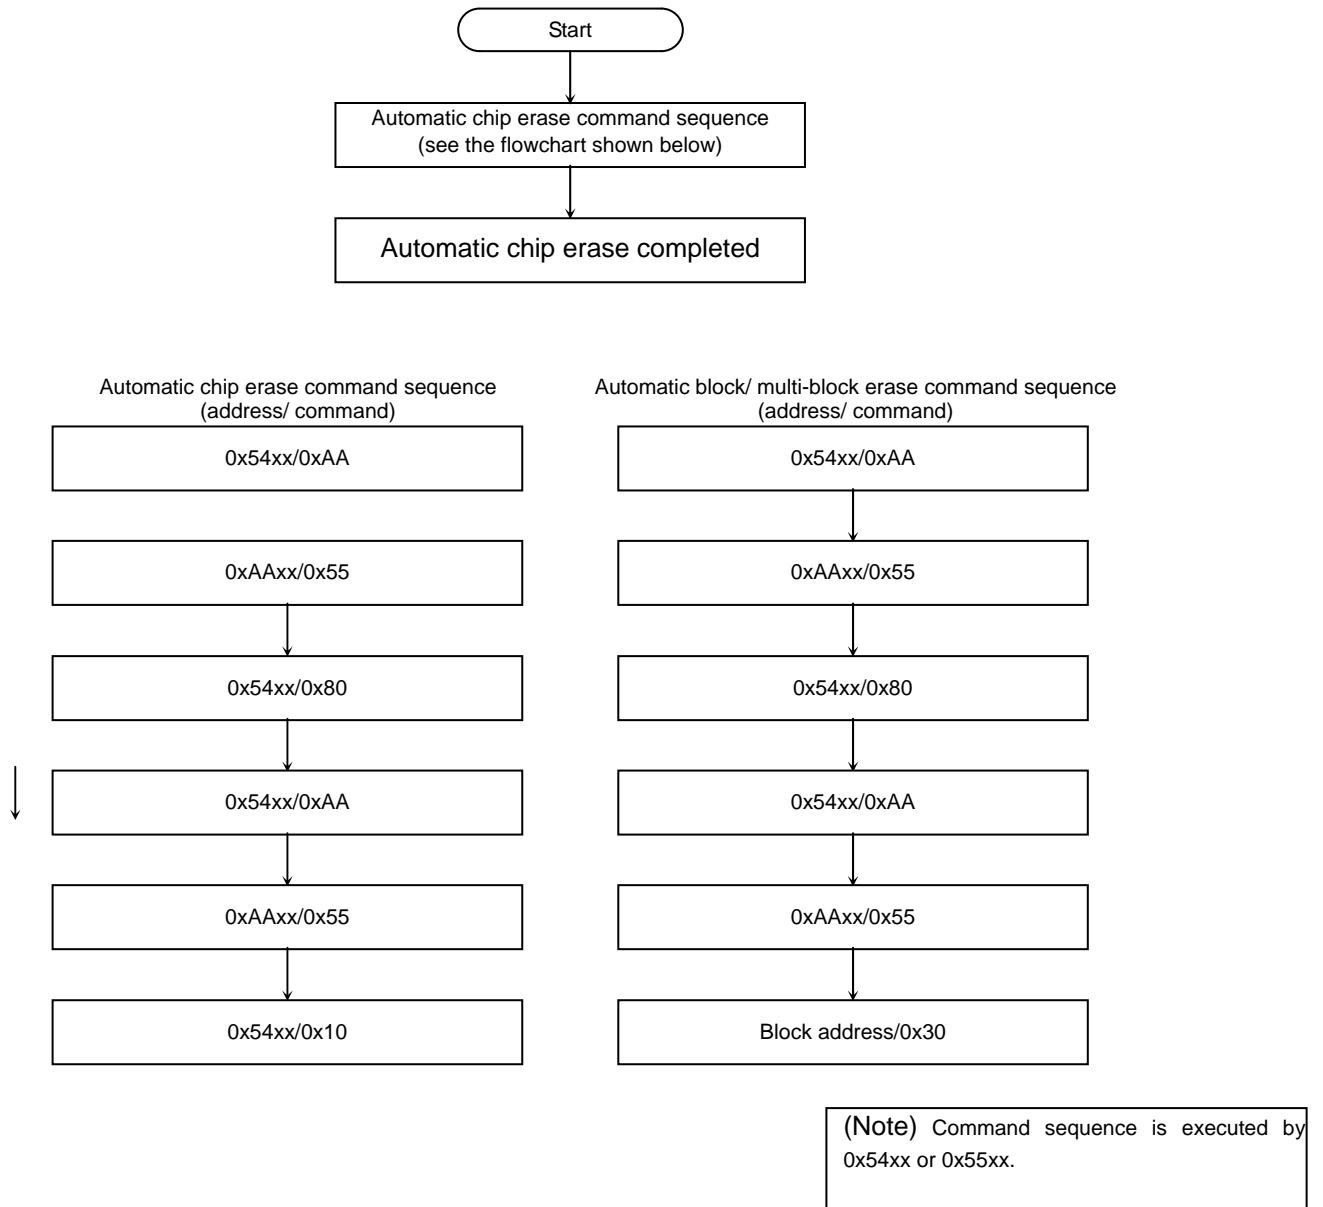 Start
Automatic chip erase command sequence
(see the flowchart shown below)
Automatic chip erase completed
Automatic chip erase command sequence
(address/ command)
0x54xx/0xAA
0xAAxx/0x55
0x54xx/0x80
0x54xx/0xAA
0xAAxx/0x55
0x54xx/0x10
Automatic block/ multi-block erase command sequence
(address/ command)
0x54xx/0xAA
0xAAxx/0x55
0x54xx/0x80
0x54xx/0xAA
0xAAxx/0x55
Block address/0x30
(Note) Command sequence is executed by
0x54xx or 0x55xx.